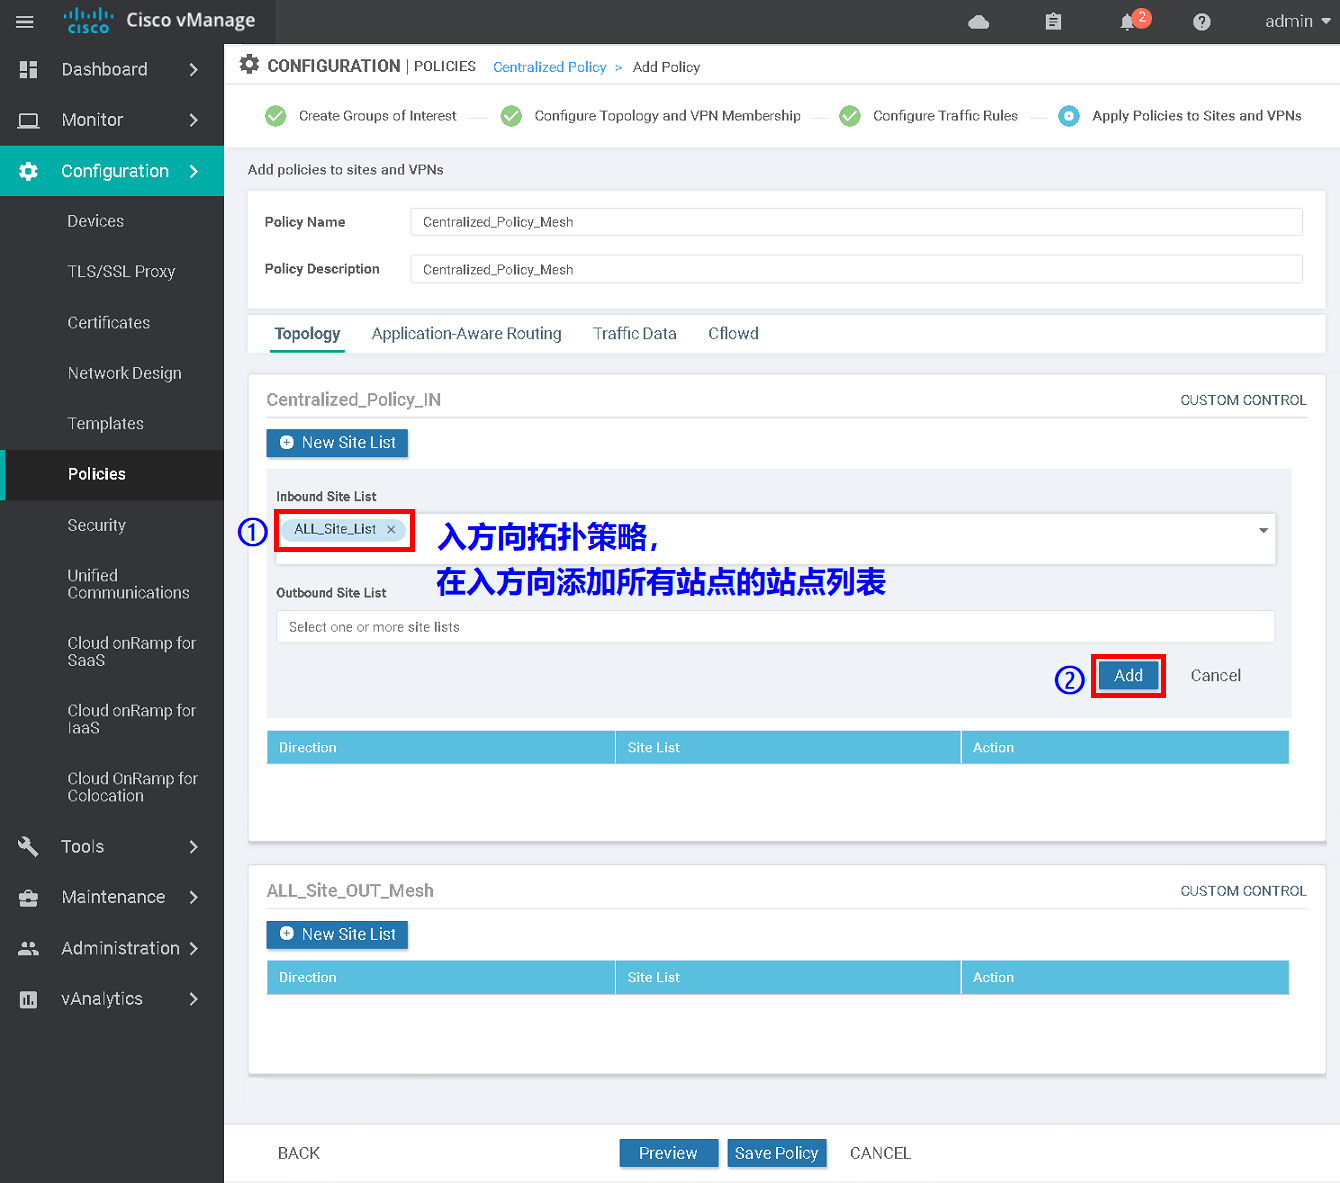 CISCO Cisco vManage
2
admin
Dashboard
Monitor
Configuration
Devices
TLS/SSL Proxy
Certificates
Network Design
Templates
Policies
Security
Unified
Communications
Cloud onRamp for
SaaS
Cloud onRamp for
IaaS
Cloud OnRamp for
Colocation
Tools
Maintenance
Administration
vAnalytics
CONFIGURATION | POLICIES Centralized Policy > Add Policy
Create Groups of Interest Configure Topology and VPN Membership Configure Traffic Rules Apply Policies to Sites and VPNs
Add policies to sites and VPNs
Policy Name Centralized_Policy_Mesh
Policy Description Centralized_Policy_Mesh
Topology Application-Aware Routing Traffic Data Cflowd
Centralized_Policy_IN CUSTOM CONTROL
New Site List
Inbound Site List
① ALL_Site_List × 入方向拓扑策略，
在入方向添加所有站点的站点列表
Outbound Site List
Select one or more site lists
② Add Cancel
Direction Site List Action
ALL_Site_OUT_Mesh CUSTOM CONTROL
New Site List
Direction Site List Action
BACK Preview Save Policy CANCEL